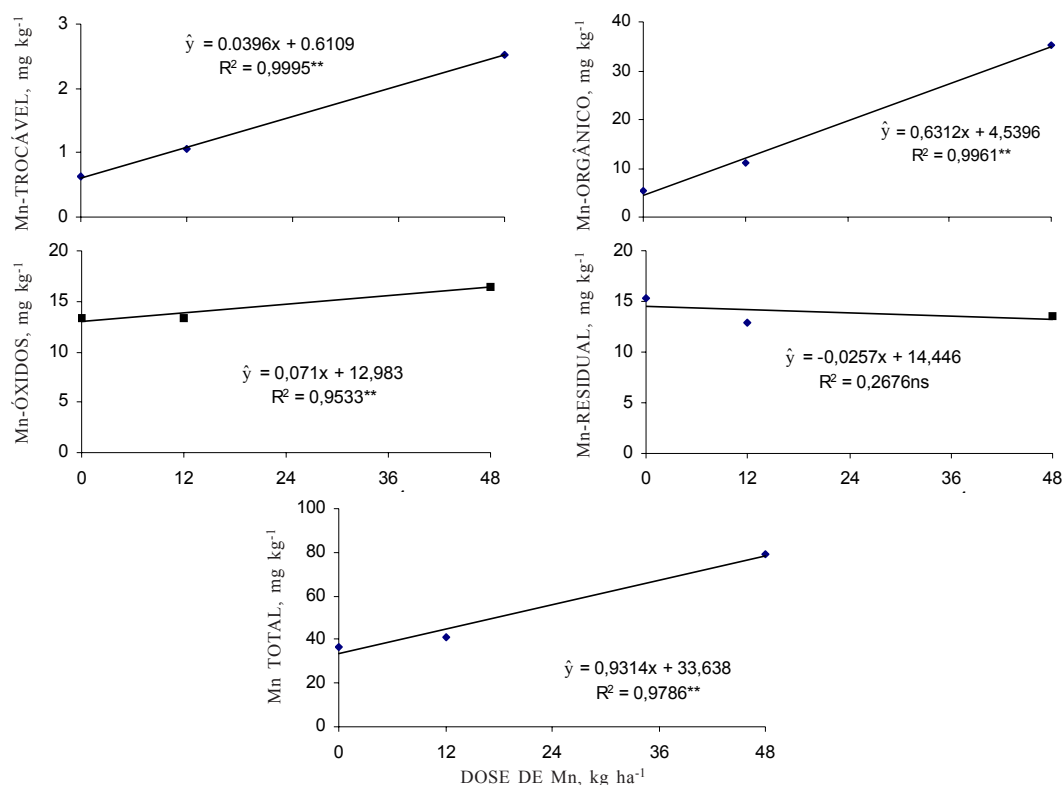 Mn-TROCÁVEL, mg kg⁻¹
3
2
1
0
ŷ = 0.0396x + 0.6109
R² = 0,9995**
Mn-ORGÂNICO, mg kg⁻¹
40
30
20
10
0
ŷ = 0,6312x + 4,5396
R² = 0,9961**
Mn-ÓXIDOS, mg kg⁻¹
20
15
10
5
0
ŷ = 0,071x + 12,983
R² = 0,9533**
0 12 24 36 48
Mn-RESIDUAL, mg kg⁻¹
20
15
10
5
0
ŷ = -0,0257x + 14,446
R² = 0,2676ns
0 12 24 36 48
Mn TOTAL, mg kg⁻¹
100
80
60
40
20
0
ŷ = 0,9314x + 33,638
R² = 0,9786**
0 12 24 36 48
DOSE DE Mn, kg ha⁻¹